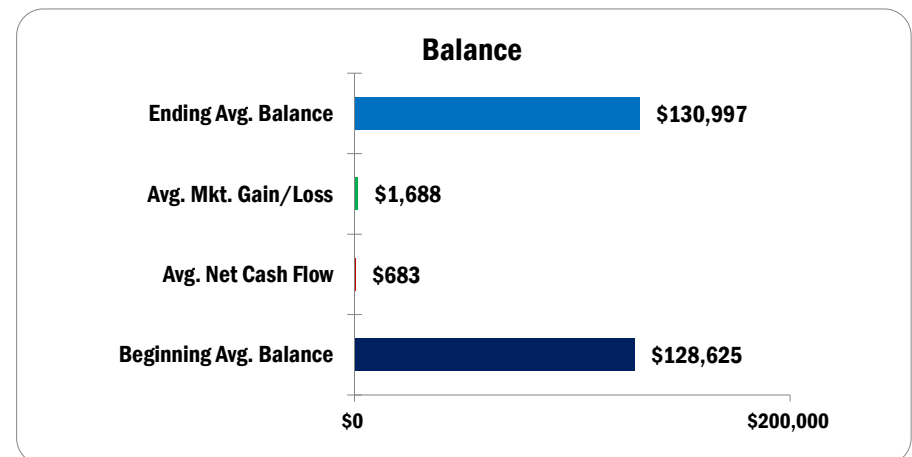 Balance
Ending Avg. Balance $130,997
Avg. Mkt. Gain/Loss $1,688
Avg. Net Cash Flow $683
Beginning Avg. Balance $128,625
$0 $200,000